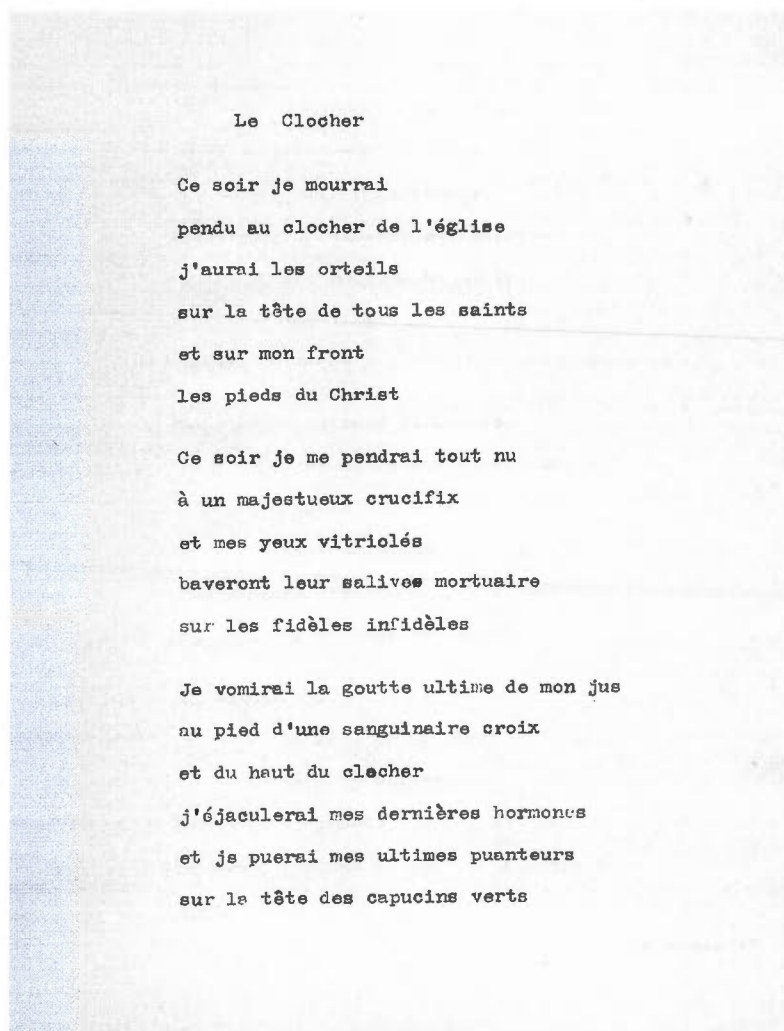 Le Clocher
Ce soir je mourrai
pendu au clocher de l'église
j'aurai les orteils
sur la tête de tous les saints
et sur mon front
les pieds du Christ
Ce soir je me pendrai tout nu
à un majestueux crucifix
et mes yeux vitriolés
baveront leur salives mortuaire
sur les fidèles infidèles
Je vomirai la goutte ultime de mon jus
au pied d'une sanguinaire croix
et du haut du clocher
j'éjaculerai mes dernières hormones
et js puerai mes ultimes puanteurs
sur la tête des capucins verts